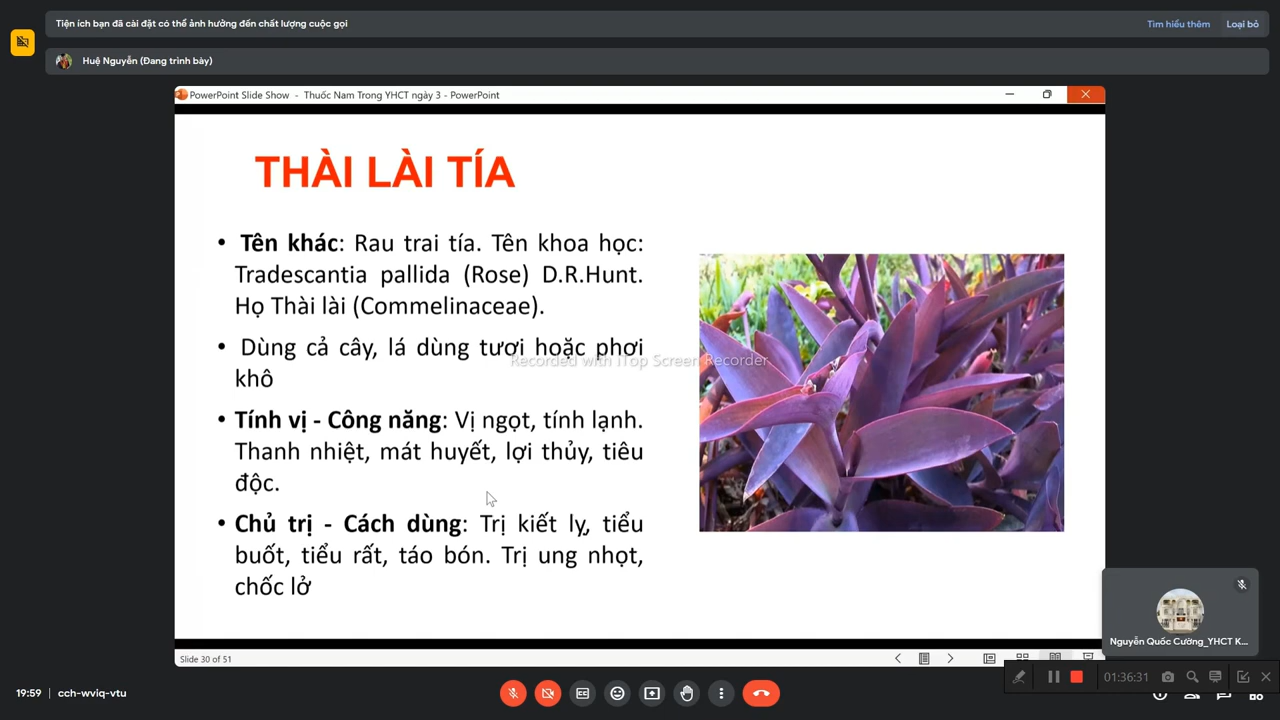 Tiện ích bạn đã cài đặt có thể ảnh hưởng đến chất lượng cuộc gọi
Tìm hiểu thêm
Loại bỏ
Huệ Nguyễn (Đang trình bày)
PowerPoint Slide Show - Thuốc Nam Trong YHCT ngày 3 - PowerPoint
THÀI LÀI TÍA
• Tên khác: Rau trai tía. Tên khoa học:
Tradescantia pallida (Rose) D.R.Hunt.
Họ Thài lài (Commelinaceae).
• Dùng cả cây, lá dùng tươi hoặc phơi
khô
Recorded with iTop Screen Recorder
• Tính vị - Công năng: Vị ngọt, tính lạnh.
Thanh nhiệt, mát huyết, lợi thủy, tiêu
độc.
• Chủ trị - Cách dùng: Trị kiết lỵ, tiểu
buốt, tiểu rất, táo bón. Trị ung nhọt,
chốc lở
Nguyễn Quốc Cường_YHCT K...
Slide 30 of 51
19:59
cch-wviq-vtu
01:36:31